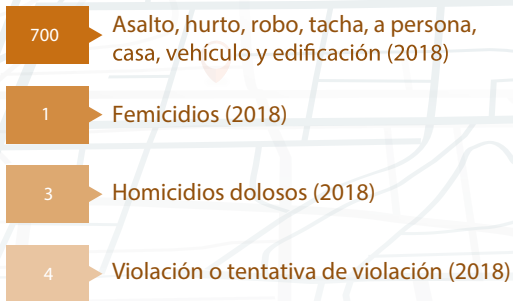 700
Asalto, hurto, robo, tacha, a persona,
casa, vehículo y edificación (2018)
1
Femicidios (2018)
3
Homicidios dolosos (2018)
4
Violación o tentativa de violación (2018)